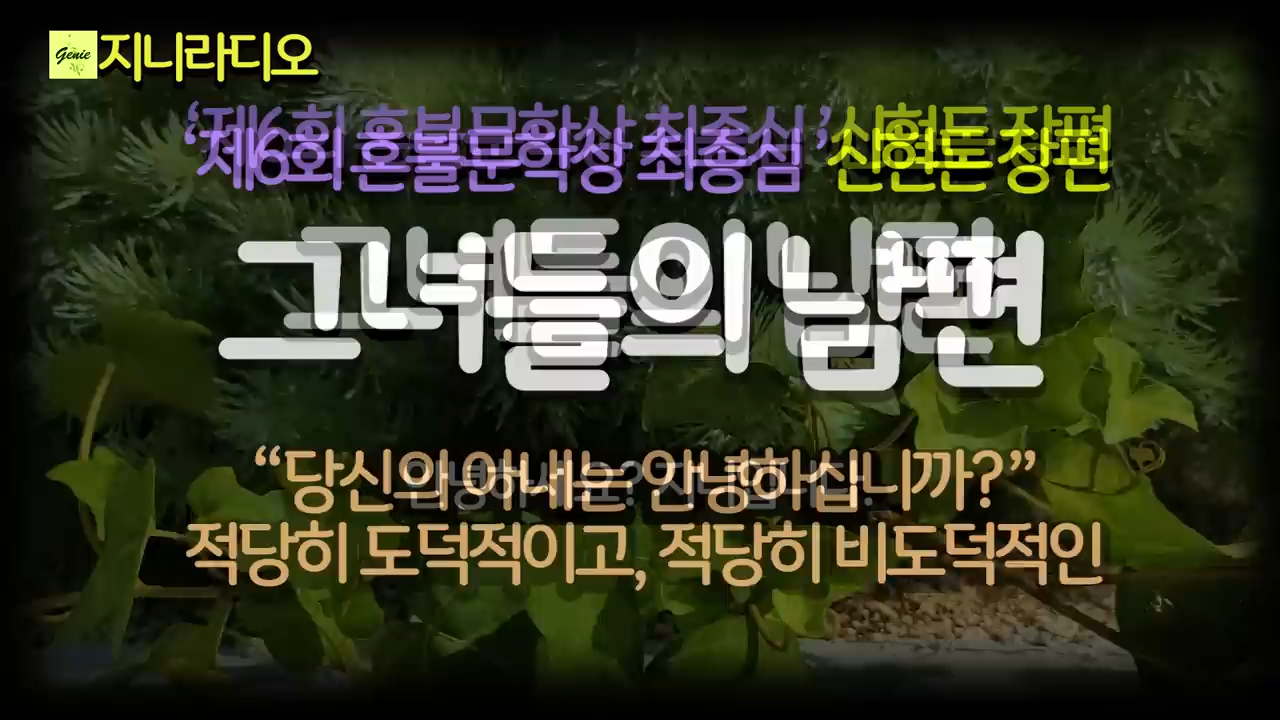 Genie 지니라디오
‘제6회 혼불문학상 최종심 ’신현돈 장편
그녀들의 남편
“당신의 아내는 안녕하십니까?”
적당히 도덕적이고, 적당히 비도덕적인